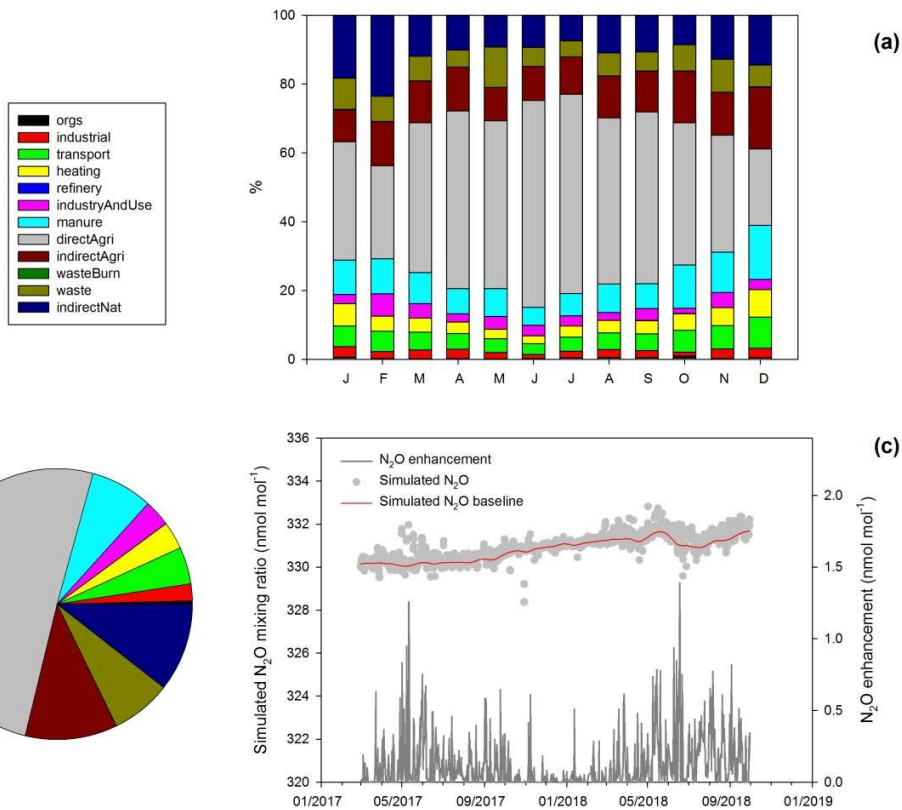 (a)
100
80
60
40
20
0
%
J F M A M J J A S O N D
orgs
industrial
transport
heating
refinery
industryAndUse
manure
directAgri
indirectAgri
wasteBurn
waste
indirectNat
(c)
N₂O enhancement
Simulated N₂O
Simulated N₂O baseline
336
334
332
330
328
326
324
322
320
Simulated N₂O mixing ratio (nmol mol⁻¹)
2.0
1.5
1.0
0.5
0.0
N₂O enhancement (nmol mol⁻¹)
01/2017 05/2017 09/2017 01/2018 05/2018 09/2018 01/2019